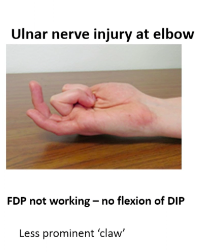 Ulnar nerve injury at elbow
FDP not working – no flexion of DIP
Less prominent ‘claw’